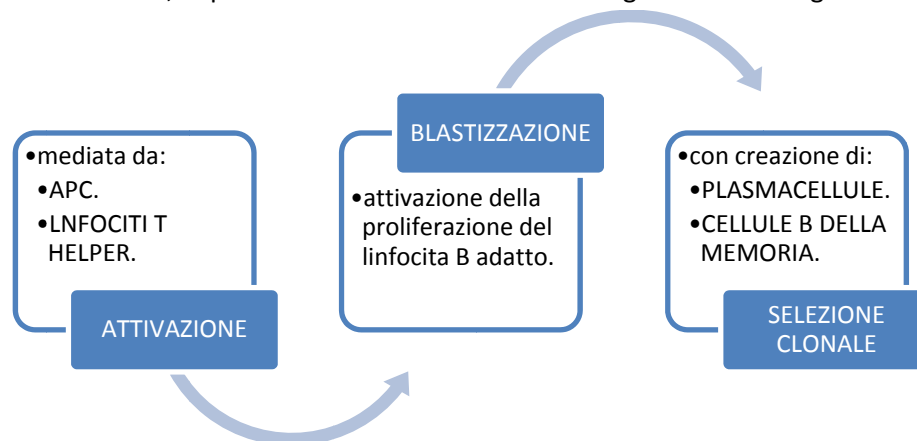 •mediata da:
•APC.
•LNFOCITI T
HELPER.
ATTIVAZIONE
BLASTIZZAZIONE
•attivazione della
proliferazione del
linfocita B adatto.
•con creazione di:
•PLASMACELLULE.
•CELLULE B DELLA
MEMORIA.
SELEZIONE
CLONALE